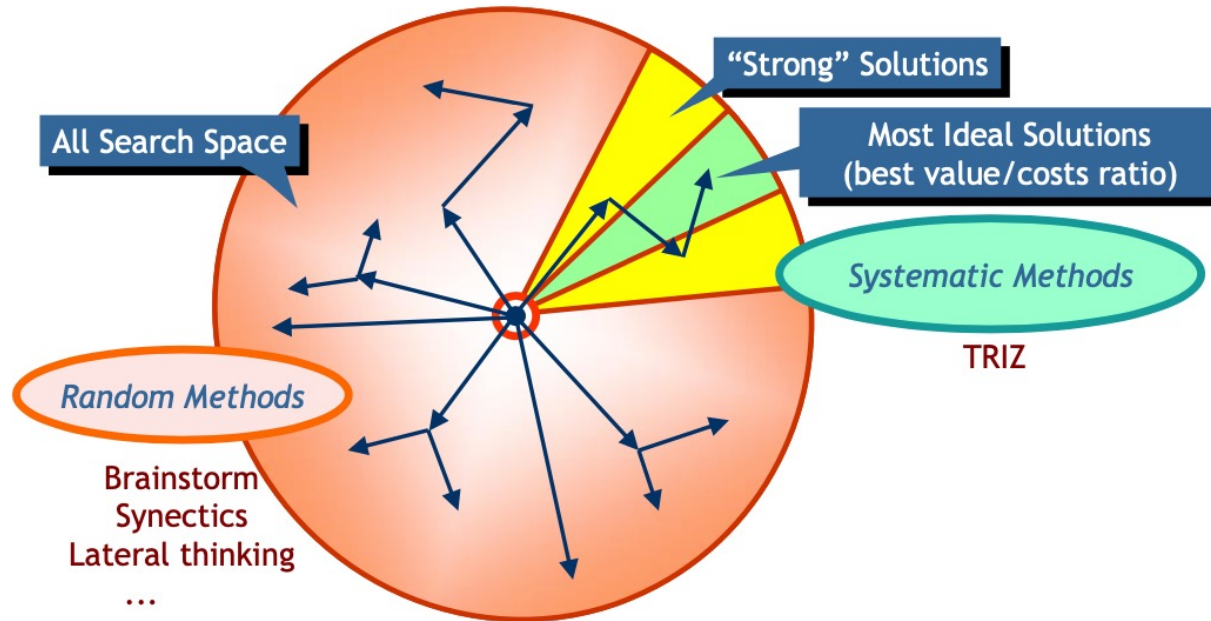 “Strong” Solutions
All Search Space
Most Ideal Solutions
(best value/costs ratio)
Systematic Methods
TRIZ
Random Methods
Brainstorm
Synectics
Lateral thinking
...